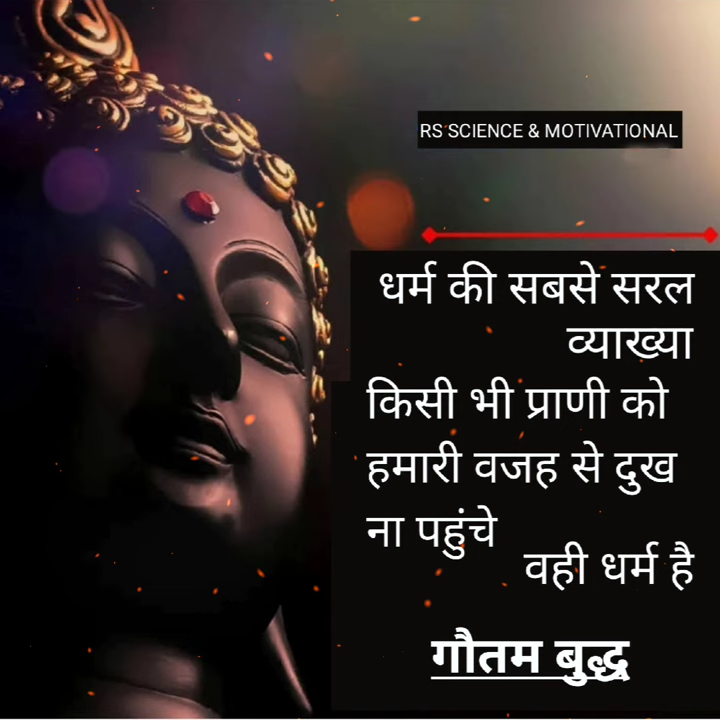 RS SCIENCE & MOTIVATIONAL
धर्म की सबसे सरल
व्याख्या
किसी भी प्राणी को
हमारी वजह से दुख
ना पहुंचे
वही धर्म है
गौतम बुद्ध